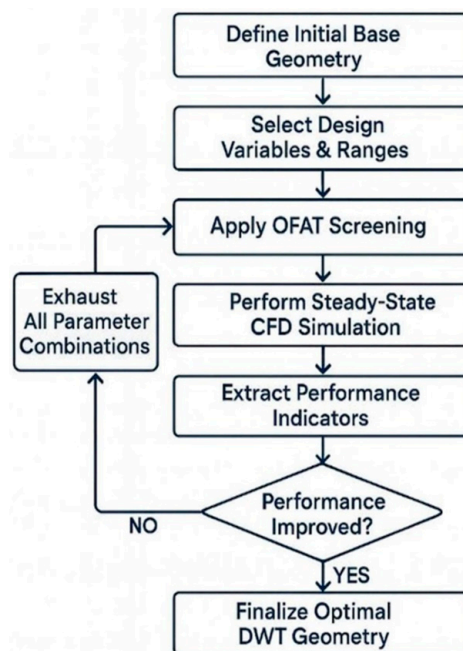 Define Initial Base
Geometry
Select Design
Variables & Ranges
Apply OFAT Screening
Exhaust
All Parameter
Combinations
Perform Steady-State
CFD Simulation
Extract Performance
Indicators
Performance
Improved?
NO
YES
Finalize Optimal
DWT Geometry